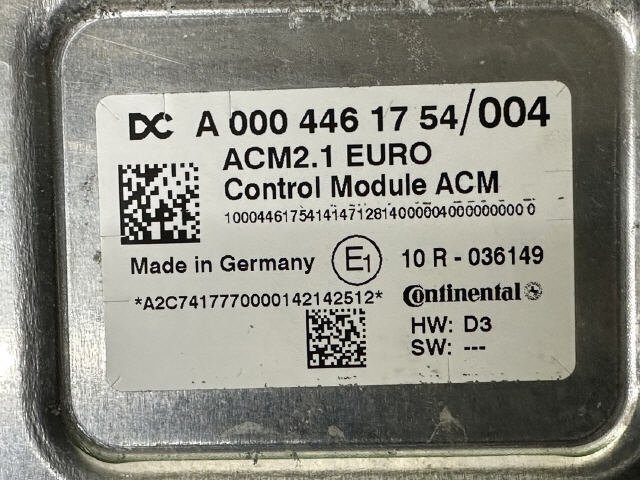 DC A 000 446 17 54/004
ACM2.1 EURO
Control Module ACM
10004461754141471281400000400000000 0
Made in Germany E1 10 R - 036149
*A2C7417770000142142512* Continental
HW: D3
SW: ---